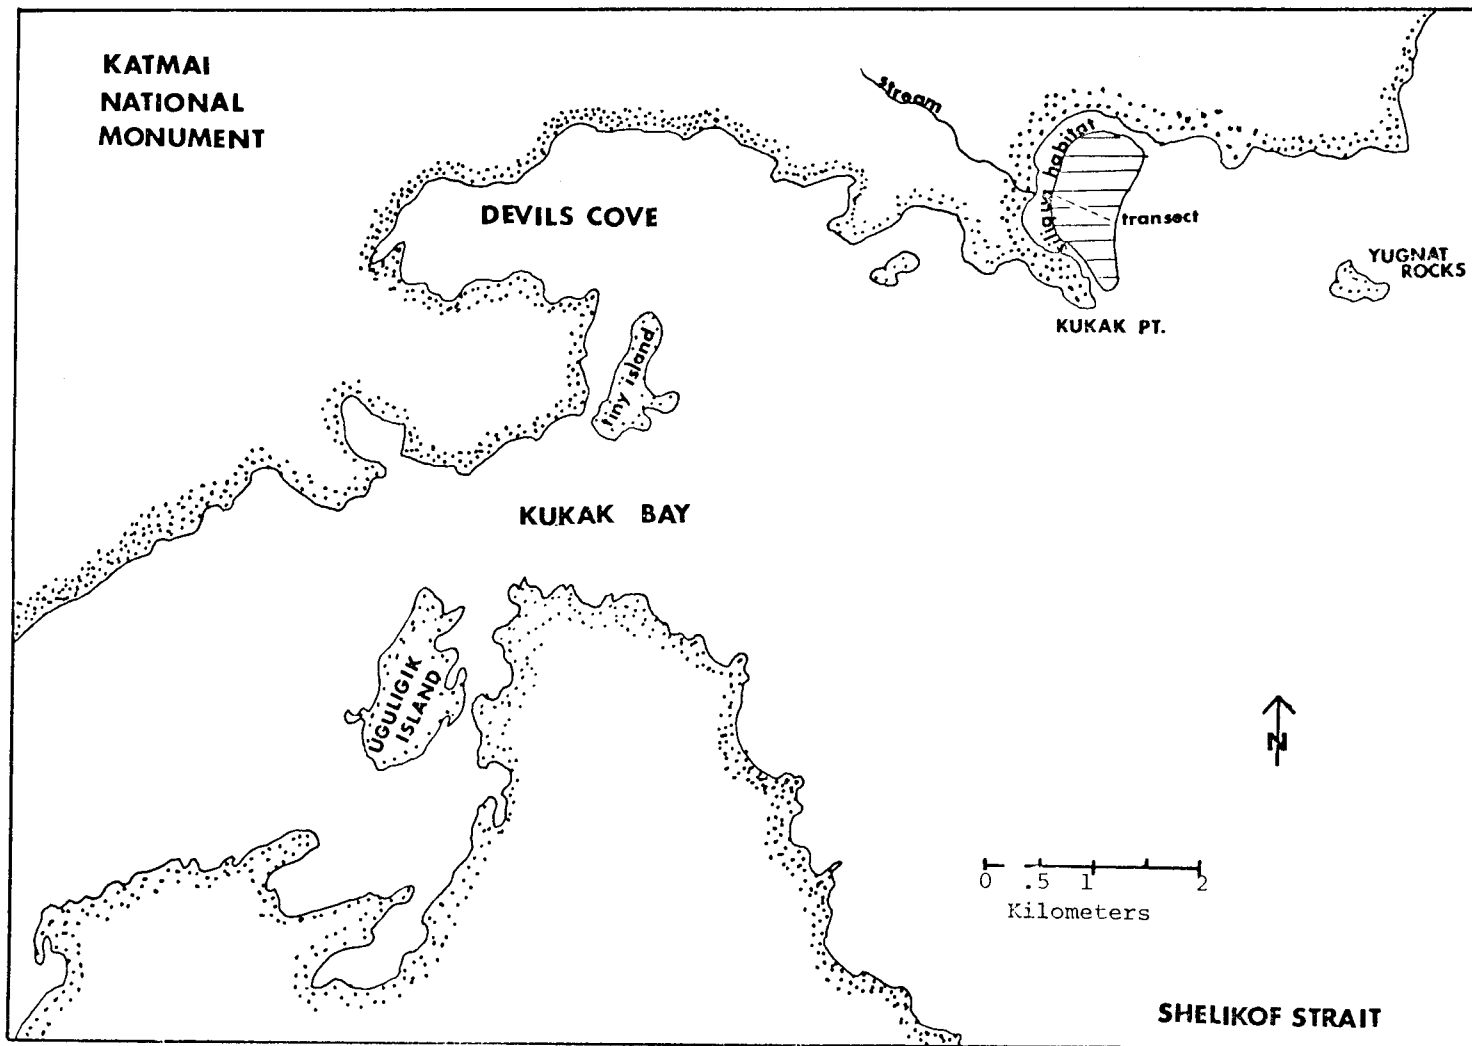 KATMAI
NATIONAL
MONUMENT
stream
siliqua habitat
transect
DEVILS COVE
YUGNAT
ROCKS
KUKAK PT.
tiny island
KUKAK BAY
UGULIGIK
ISLAND
N
0 .5 1 2
Kilometers
SHELIKOF STRAIT